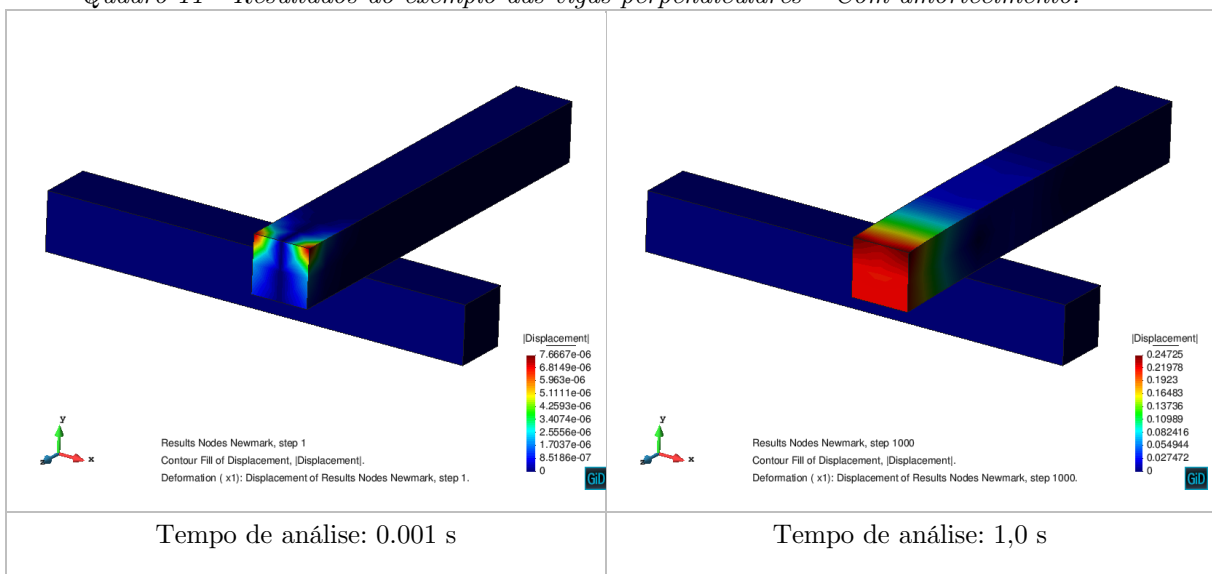 Quadro 11 - Resultados do exemplo das vigas perpendiculares - Com amortecimento.
|Displacement|
7.6667e-06
6.8149e-06
5.963e-06
5.1111e-06
4.2593e-06
3.4074e-06
2.5556e-06
1.7037e-06
8.5186e-07
0
y
z x
Results Nodes Newmark, step 1
Contour Fill of Displacement, |Displacement|.
Deformation ( x1): Displacement of Results Nodes Newmark, step 1.
GiD
|Displacement|
0.24725
0.21978
0.1923
0.16483
0.13736
0.10989
0.082416
0.054944
0.027472
0
y
z x
Results Nodes Newmark, step 1000
Contour Fill of Displacement, |Displacement|.
Deformation ( x1): Displacement of Results Nodes Newmark, step 1000.
GiD
Tempo de análise: 0.001 s
Tempo de análise: 1,0 s